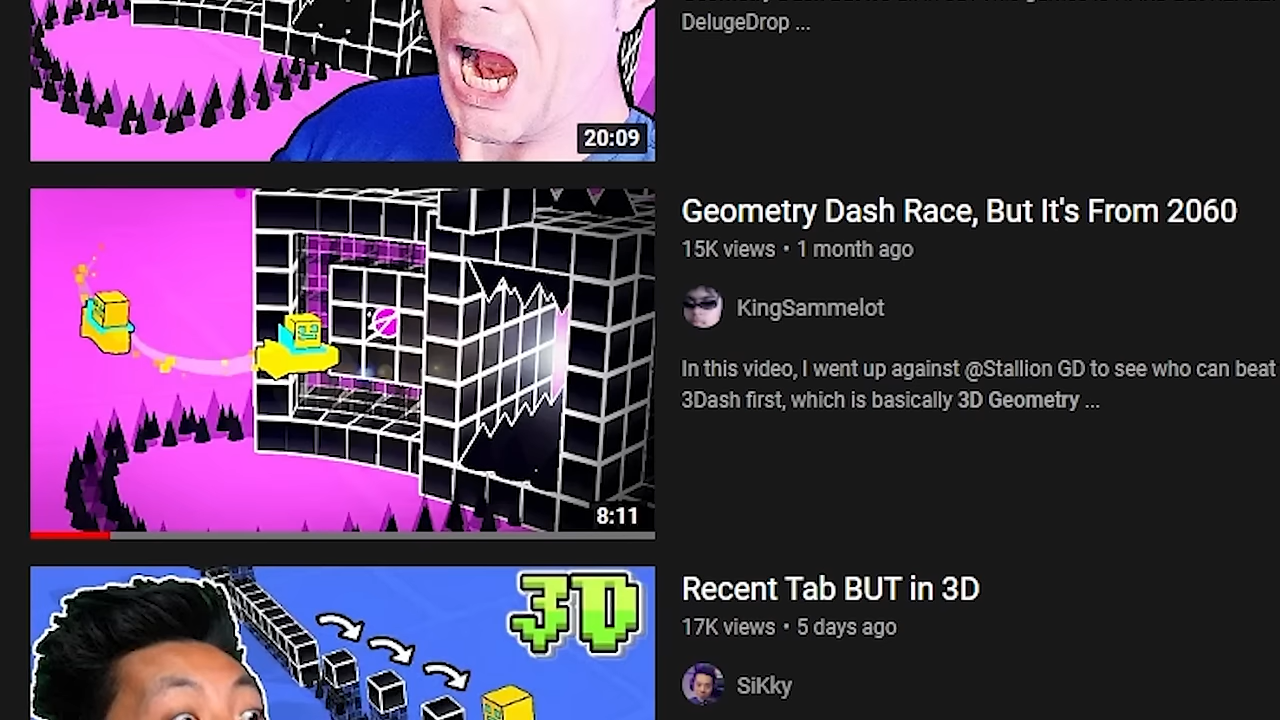 DelugeDrop ...
20:09
Geometry Dash Race, But It's From 2060
15K views • 1 month ago
KingSammelot
In this video, I went up against @Stallion GD to see who can beat
3Dash first, which is basically 3D Geometry ...
8:11
3D
Recent Tab BUT in 3D
17K views • 5 days ago
SiKky